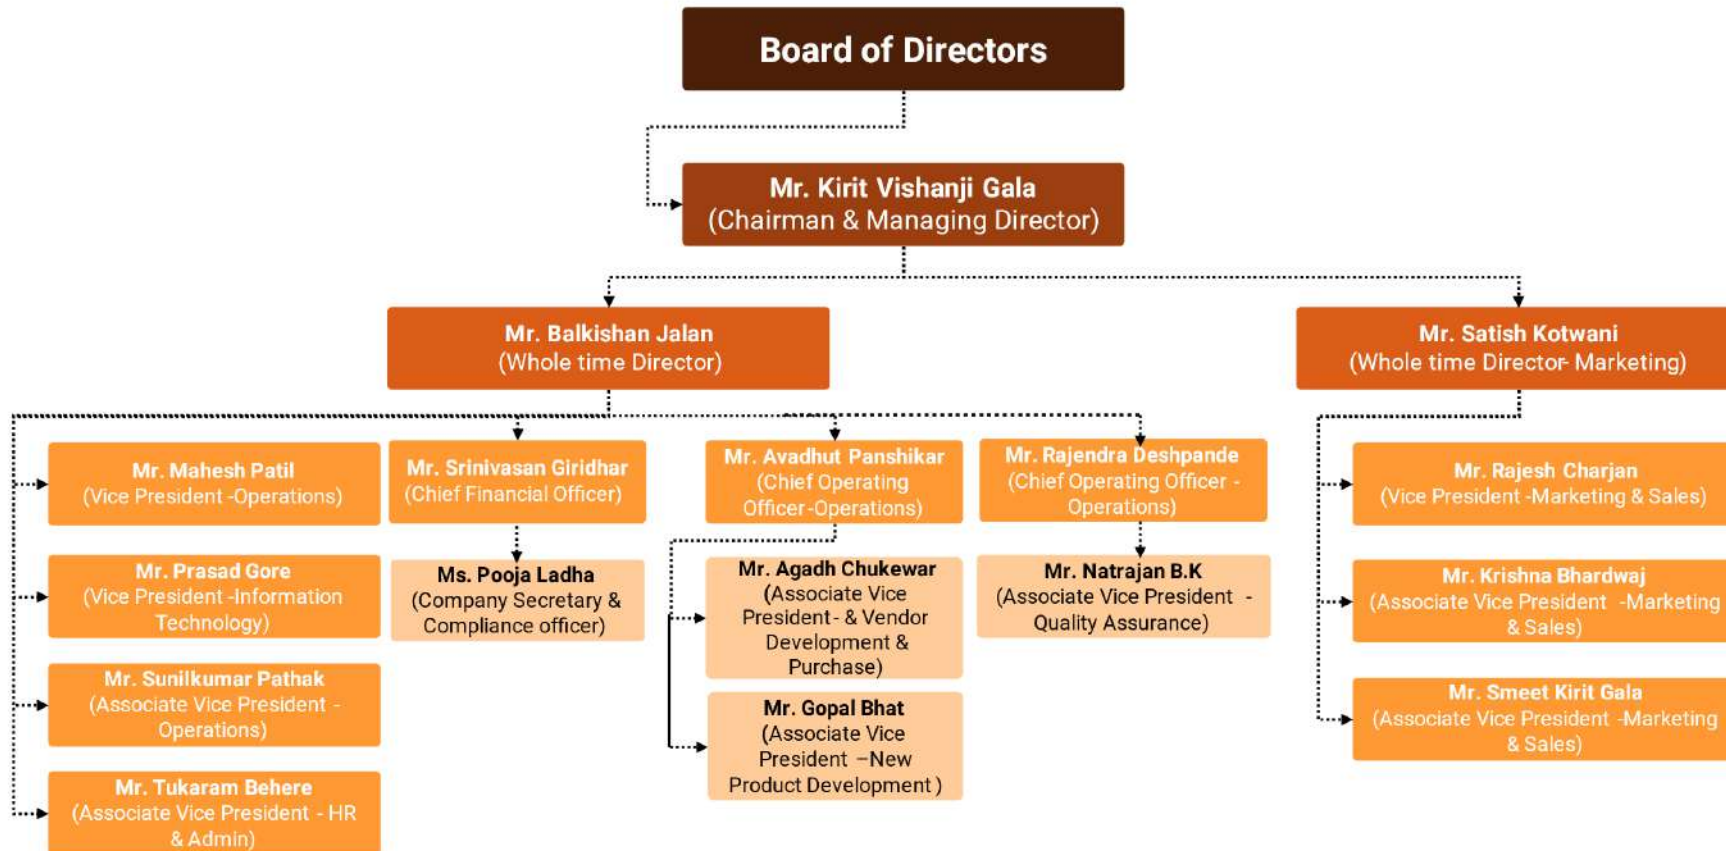 Board of Directors
Mr. Kirit Vishanji Gala
(Chairman & Managing Director)
Mr. Balkishan Jalan
(Whole time Director)
Mr. Satish Kotwani
(Whole time Director- Marketing)
Mr. Mahesh Patil
(Vice President -Operations)
Mr. Srinivasan Giridhar
(Chief Financial Officer)
Mr. Avadhut Panshikar
(Chief Operating
Officer-Operations)
Mr. Rajendra Deshpande
(Chief Operating Officer -
Operations)
Mr. Rajesh Charjan
(Vice President -Marketing & Sales)
Mr. Prasad Gore
(Vice President -Information
Technology)
Ms. Pooja Ladha
(Company Secretary &
Compliance officer)
Mr. Agadh Chukewar
(Associate Vice
President- & Vendor
Development &
Purchase)
Mr. Natrajan B.K
(Associate Vice President -
Quality Assurance)
Mr. Krishna Bhardwaj
(Associate Vice President -Marketing
& Sales)
Mr. Sunilkumar Pathak
(Associate Vice President -
Operations)
Mr. Gopal Bhat
(Associate Vice
President –New
Product Development )
Mr. Smeet Kirit Gala
(Associate Vice President -Marketing
& Sales)
Mr. Tukaram Behere
(Associate Vice President - HR
& Admin)